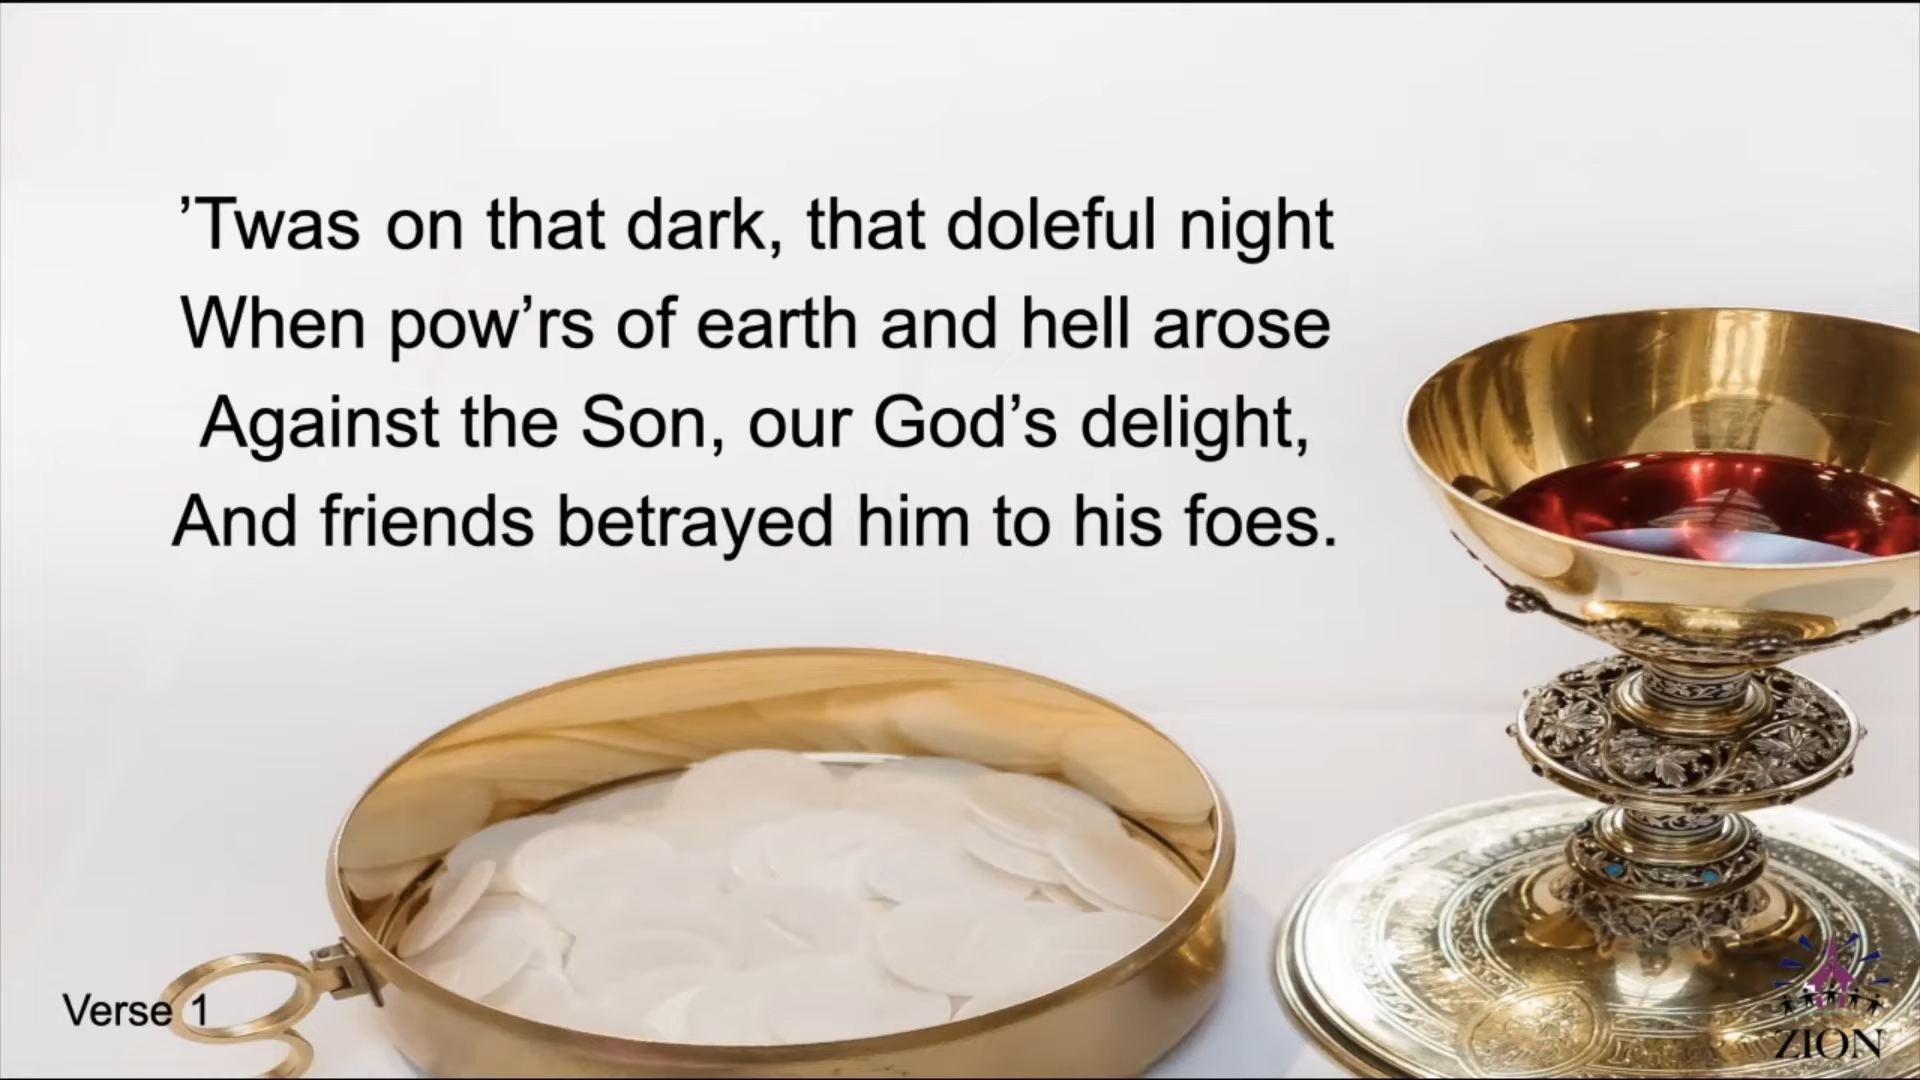 ’Twas on that dark, that doleful night
When pow’rs of earth and hell arose
Against the Son, our God’s delight,
And friends betrayed him to his foes.
Verse 1
ZION